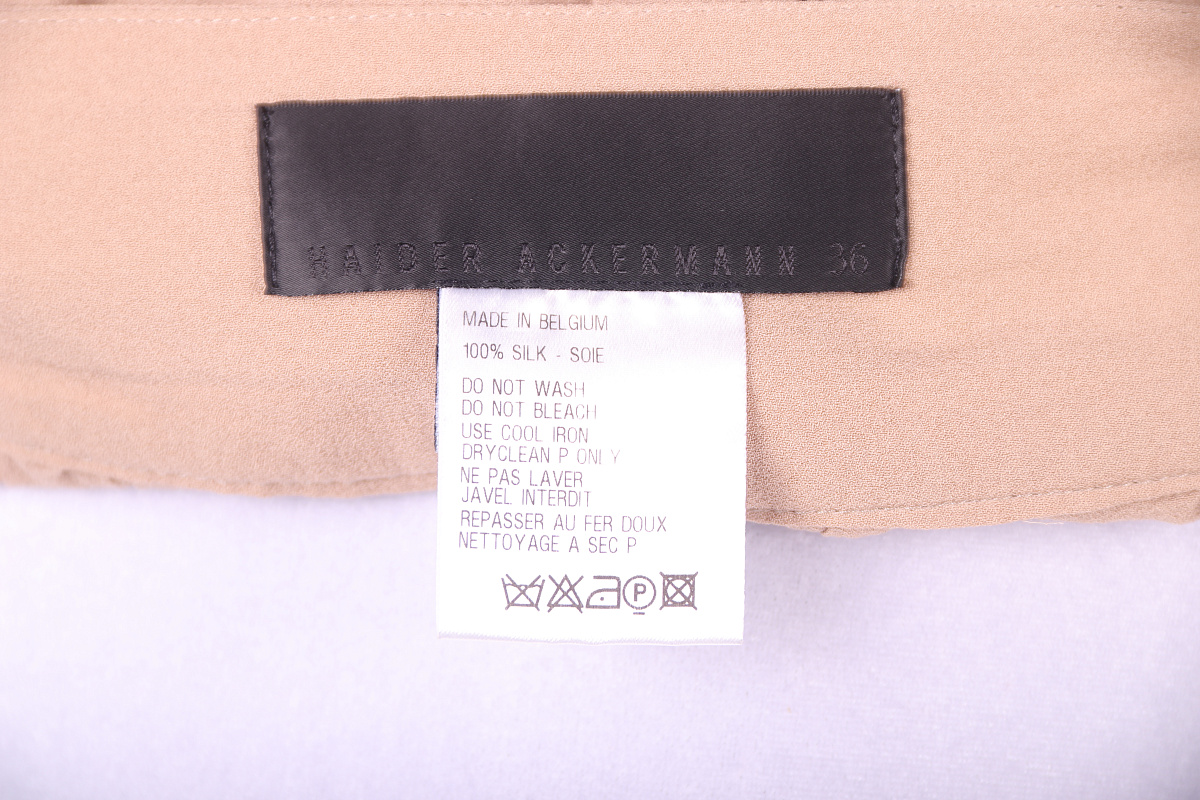 HAIDER ACKERMANN 36
MADE IN BELGIUM
100% SILK - SOIE
DO NOT WASH
DO NOT BLEACH
USE COOL IRON
DRYCLEAN P ONLY
NE PAS LAVER
JAVEL INTERDIT
REPASSER AU FER DOUX
NETTOYAGE A SEC P
P